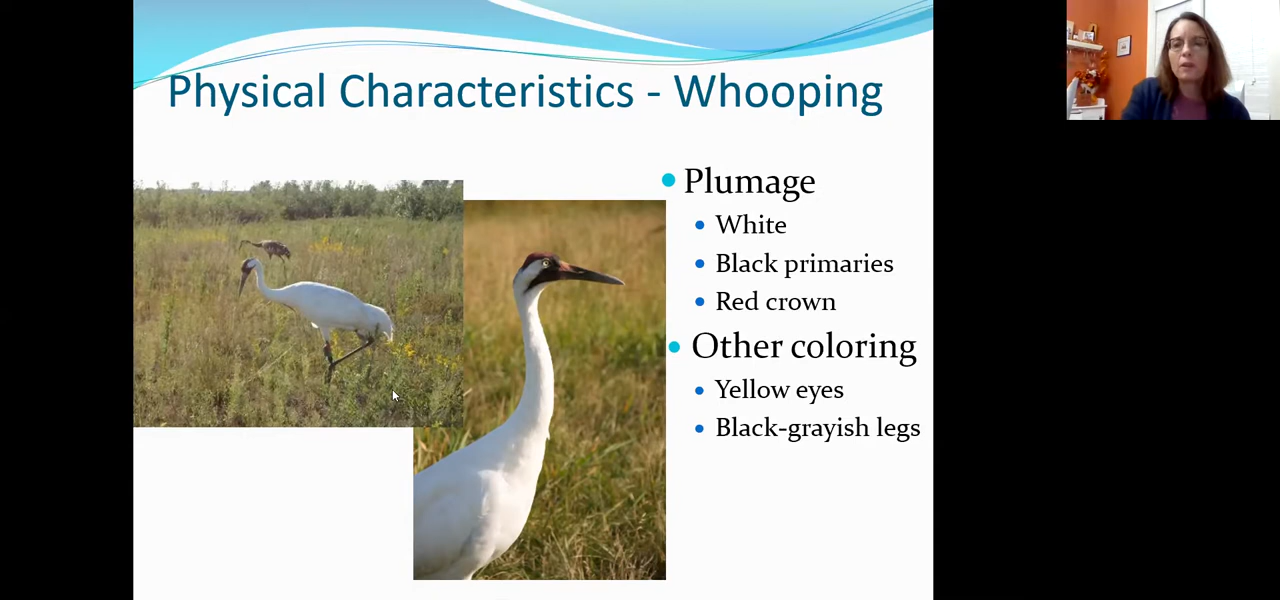 Physical Characteristics - Whooping
Plumage
White
Black primaries
Red crown
Other coloring
Yellow eyes
Black-grayish legs